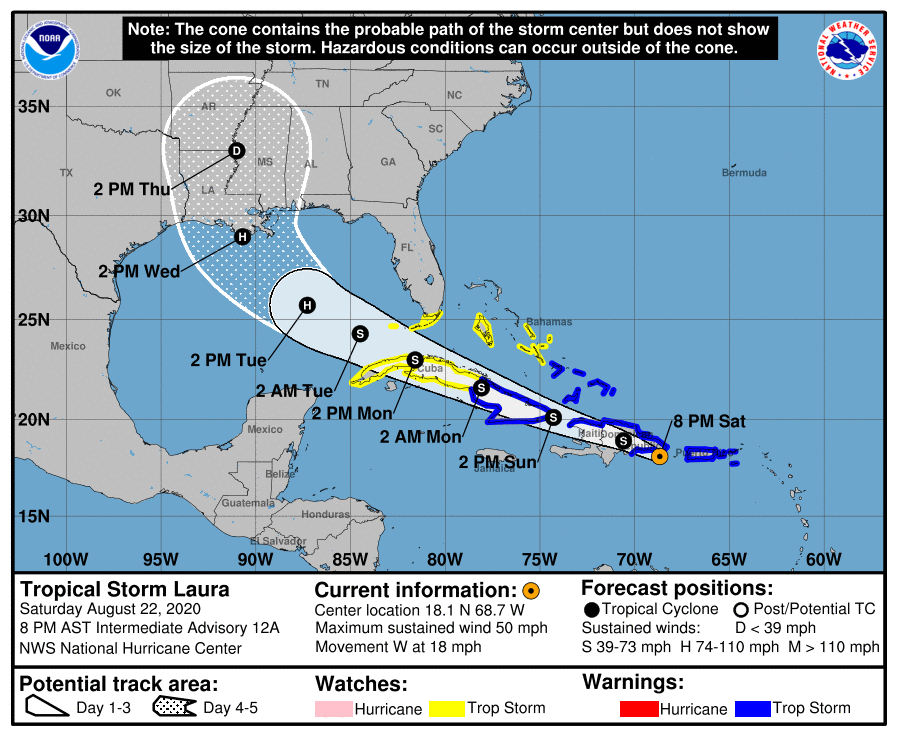 Note: The cone contains the probable path of the storm center but does not show
the size of the storm. Hazardous conditions can occur outside of the cone.
NOAA
NATIONAL WEATHER SERVICE
OK
TN
NC
35N
AR
SC
D
MS
AL
GA
TX
Bermuda
2 PM Thu
LA
30N
H
FL
2 PM Wed
H
25N
Bahamas
S
Mexico
2 PM Tue
S
Cuba
2 AM Tue
S
2 PM Mon
20N
S
8 PM Sat
Mexico
2 AM Mon
Haiti
S
2 PM Sun
Jamaica
Belize
Guatemala
Honduras
15N
El Salvador
100W 95W 90W 85W 80W 75W 70W 65W 60W
Tropical Storm Laura
Saturday August 22, 2020
8 PM AST Intermediate Advisory 12A
NWS National Hurricane Center
Current information:
Center location 18.1 N 68.7 W
Maximum sustained wind 50 mph
Movement W at 18 mph
Forecast positions:
Tropical Cyclone Post/Potential TC
Sustained winds: D < 39 mph
S 39-73 mph H 74-110 mph M > 110 mph
Potential track area:
Day 1-3 Day 4-5
Watches:
Hurricane Trop Storm
Warnings:
Hurricane Trop Storm